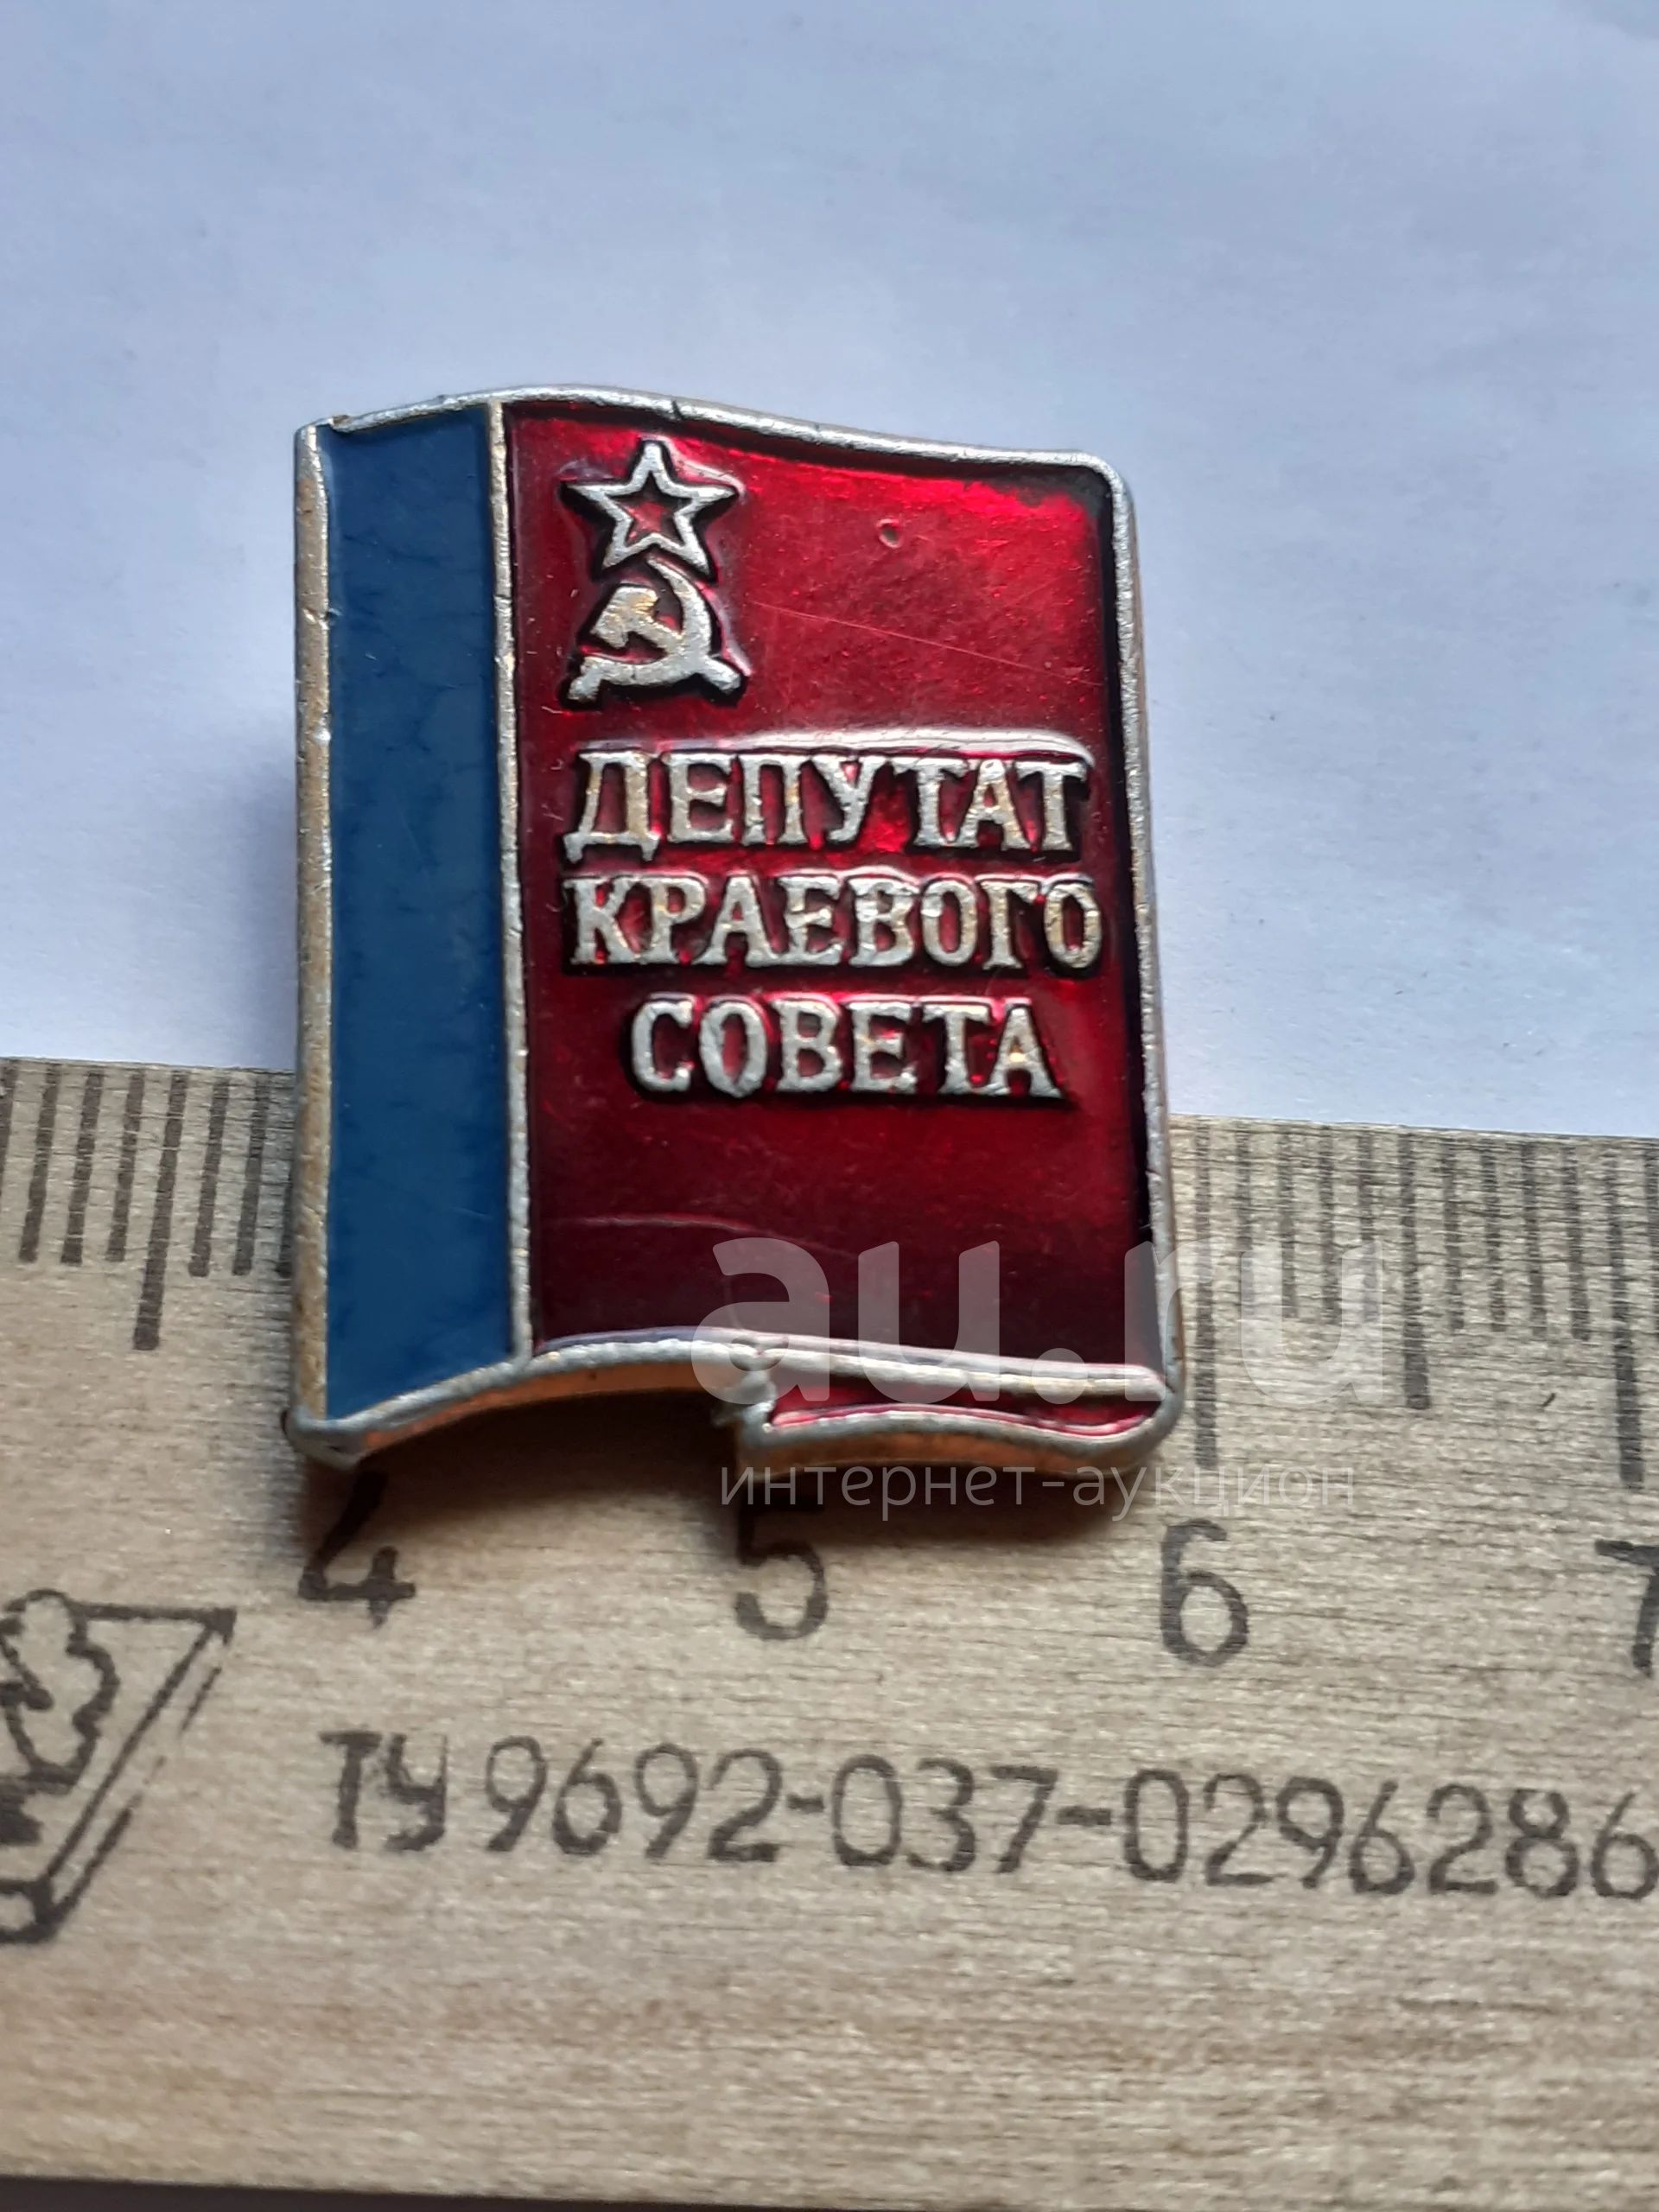 ДЕПУТАТ
КРАЕВОГО
СОВЕТА
au.ru
интернет-аукцион
4 5 6
ТУ 9692-037-0296286